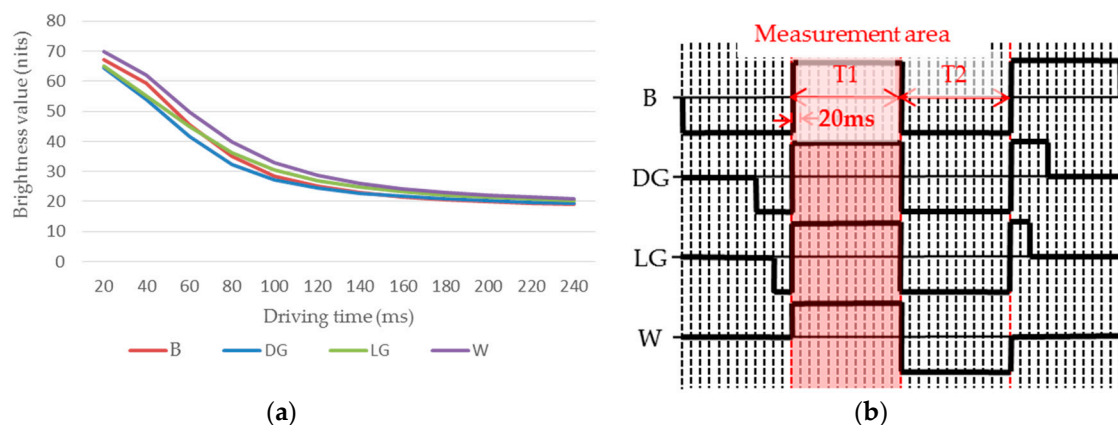 80
70
60
50
40
30
20
10
0
Brightness value (nits)
20 40 60 80 100 120 140 160 180 200 220 240
Driving time (ms)
B DG LG W
(a)
Measurement area
T1 T2
B
20ms
DG
LG
W
(b)